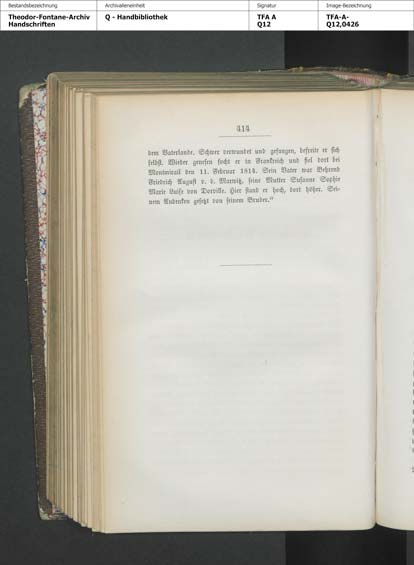 Bestandsbezeichnung
Archivalieneinheit
Signatur
Image-Bezeichnung
Theodor-Fontane-Archiv
Handschriften
Q - Handbibliothek
TFA A
Q12
TFA-A-
Q12,0426
414
dem Vaterlande. Schwer verwundet und gefangen, befreite er sich
selbst. Wieder genesen focht er in Frankreich und fiel dort bei
Montmirail den 11. Februar 1814. Sein Vater war Behrend
Friedrich August v. d. Marwitz, seine Mutter Susanne Sophie
Marie Luise von Dorville. Hier stand er hoch, dort höher. Sei-
nem Andenken gesetzt von seinem Bruder.“